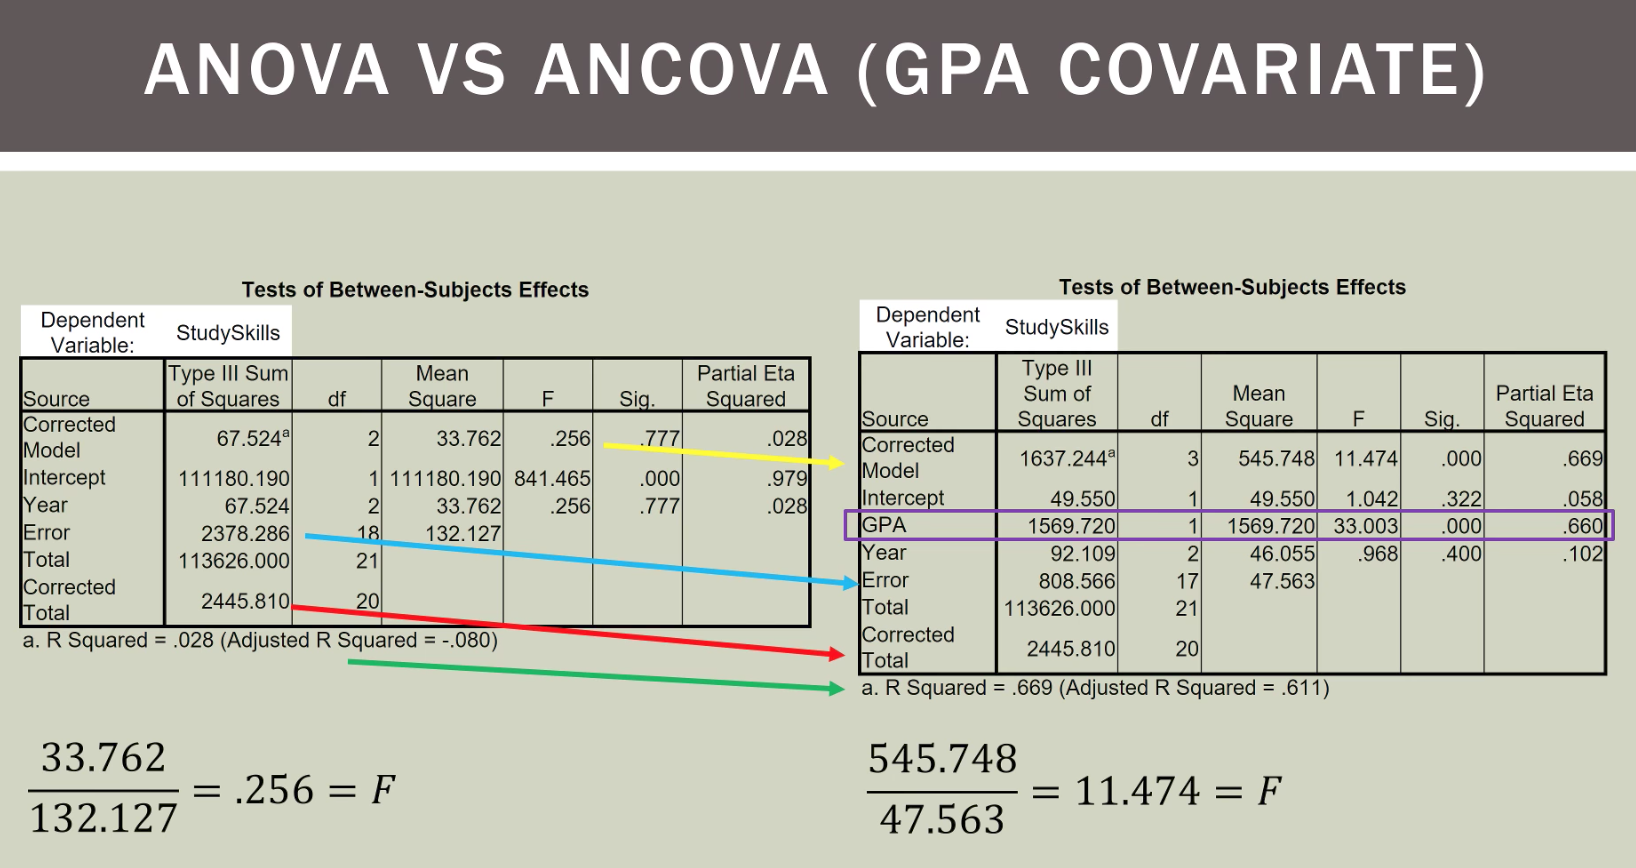 ANOVA VS ANCOVA (GPA COVARIATE)
Tests of Between-Subjects Effects
Dependent Variable: StudySkills
Source Type III Sum of Squares df Mean Square F Sig. Partial Eta Squared
Corrected Model 67.524a 2 33.762 .256 .777 .028
Intercept 111180.190 1 111180.190 841.465 .000 .979
Year 67.524 2 33.762 .256 .777 .028
Error 2378.286 18 132.127
Total 113626.000 21
Corrected Total 2445.810 20
a. R Squared = .028 (Adjusted R Squared = -.080)
33.762
132.127
= .256 = F
Tests of Between-Subjects Effects
Dependent Variable: StudySkills
Source Type III Sum of Squares df Mean Square F Sig. Partial Eta Squared
Corrected Model 1637.244a 3 545.748 11.474 .000 .669
Intercept 49.550 1 49.550 1.042 .322 .058
GPA 1569.720 1 1569.720 33.003 .000 .660
Year 92.109 2 46.055 .968 .400 .102
Error 808.566 17 47.563
Total 113626.000 21
Corrected Total 2445.810 20
a. R Squared = .669 (Adjusted R Squared = .611)
545.748
47.563
= 11.474 = F